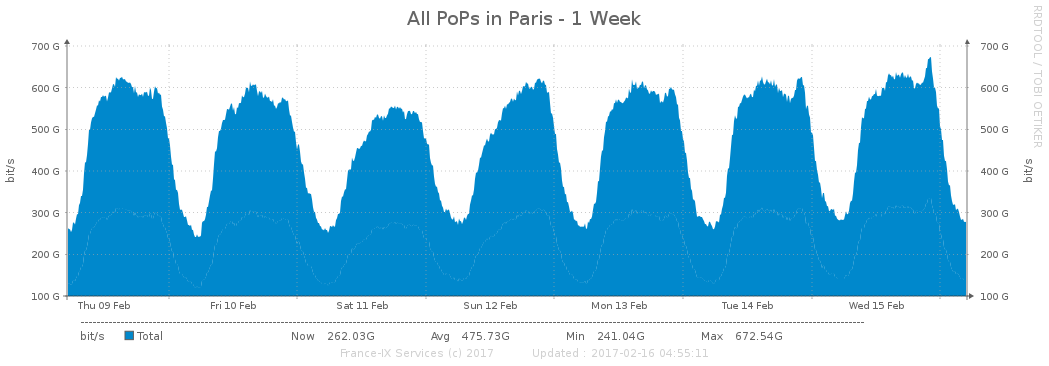 All PoPs in Paris - 1 Week
RRDTOOL / TOBI OETIKER
700 G 700 G
600 G 600 G
500 G 500 G
400 G 400 G
300 G 300 G
200 G 200 G
100 G 100 G
bit/s bit/s
Thu 09 Feb Fri 10 Feb Sat 11 Feb Sun 12 Feb Mon 13 Feb Tue 14 Feb Wed 15 Feb
bit/s Total Now 262.03G Avg 475.73G Min 241.04G Max 672.54G
France-IX Services (c) 2017 Updated : 2017-02-16 04:55:11